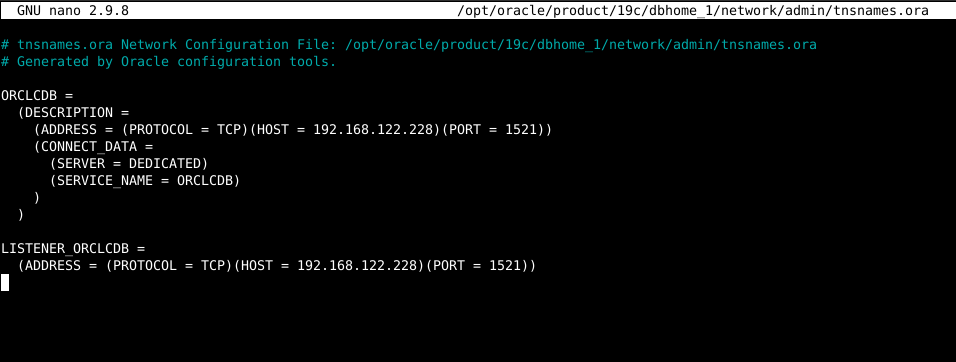 GNU nano 2.9.8 /opt/oracle/product/19c/dbhome_1/network/admin/tnsnames.ora
# tnsnames.ora Network Configuration File: /opt/oracle/product/19c/dbhome_1/network/admin/tnsnames.ora
# Generated by Oracle configuration tools.
ORCLCDB =
  (DESCRIPTION =
    (ADDRESS = (PROTOCOL = TCP)(HOST = 192.168.122.228)(PORT = 1521))
    (CONNECT_DATA =
      (SERVER = DEDICATED)
      (SERVICE_NAME = ORCLCDB)
    )
  )
LISTENER_ORCLCDB =
  (ADDRESS = (PROTOCOL = TCP)(HOST = 192.168.122.228)(PORT = 1521))